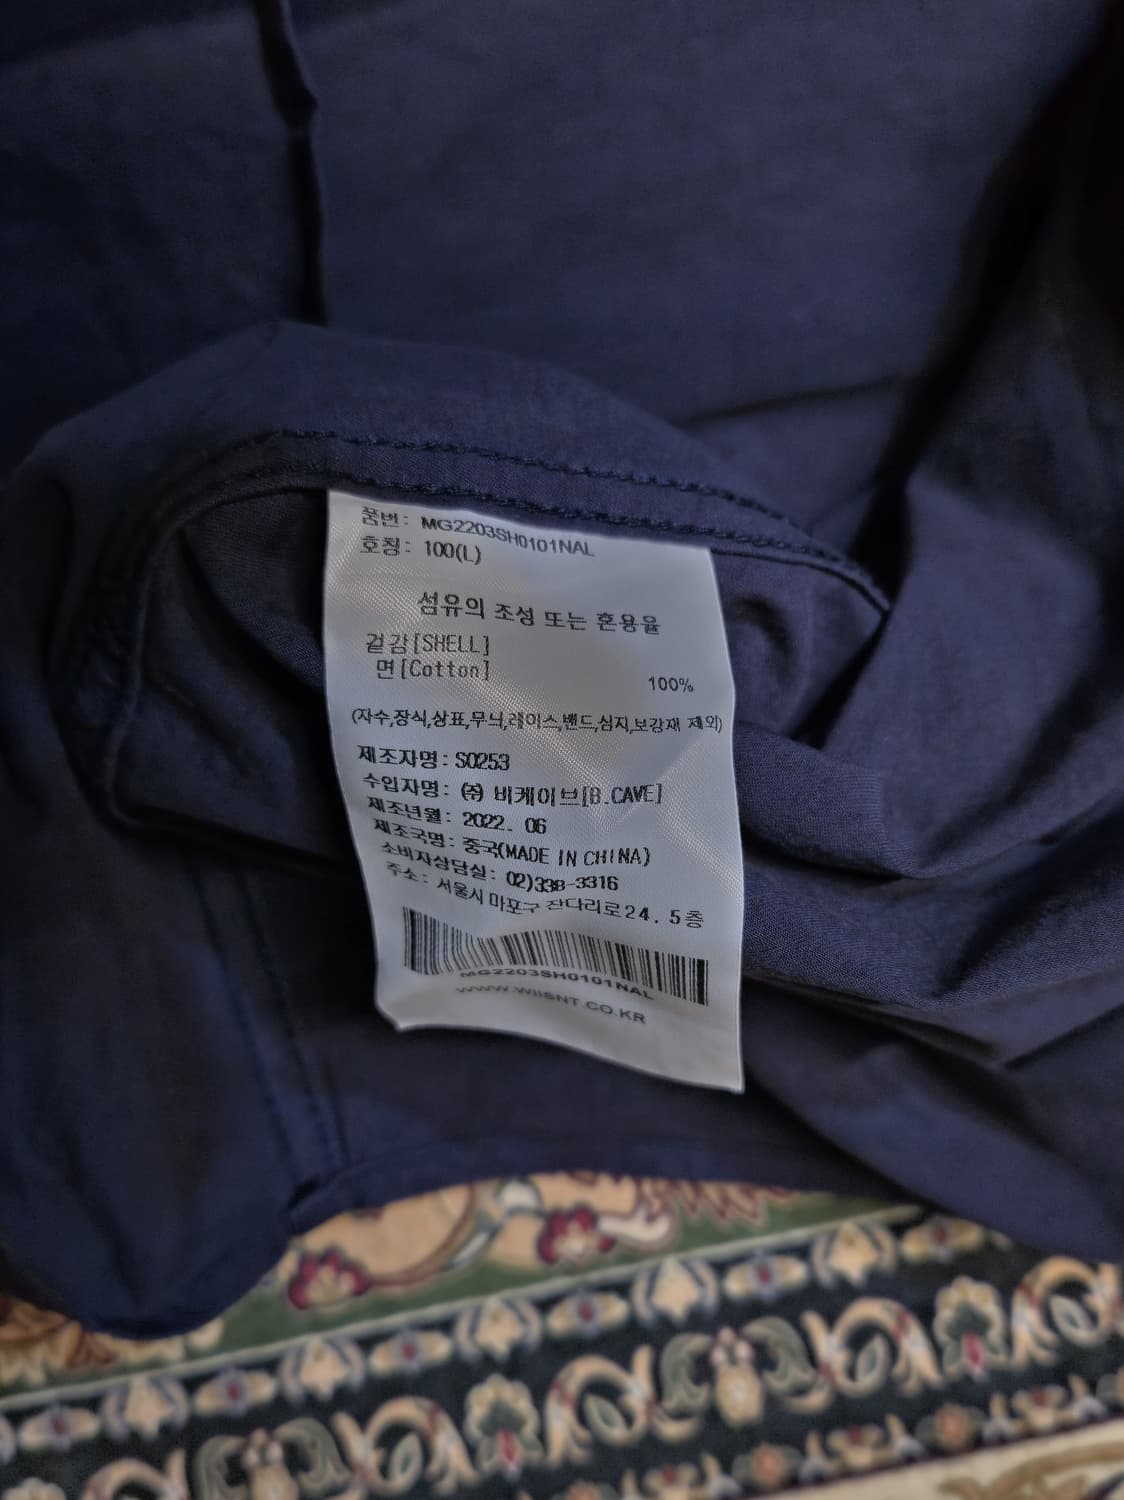 품번: MG2203SH0101NAL
호칭: 100(L)
섬유의 조성 또는 혼용율
겉감[SHELL]
면[Cotton] 100%
(자수,장식,상표,무늬,레이스,밴드,심지,보강재 제외)
제조자명: S0253
수입자명: (주) 비케이브[B.CAVE]
제조년월: 2022. 06
제조국명: 중국(MADE IN CHINA)
소비자상담실: 02)338-3316
주소: 서울시 마포구 잔다리로24. 5층
MG2203SH0101NAL
WWW.WIISNT.CO.KR